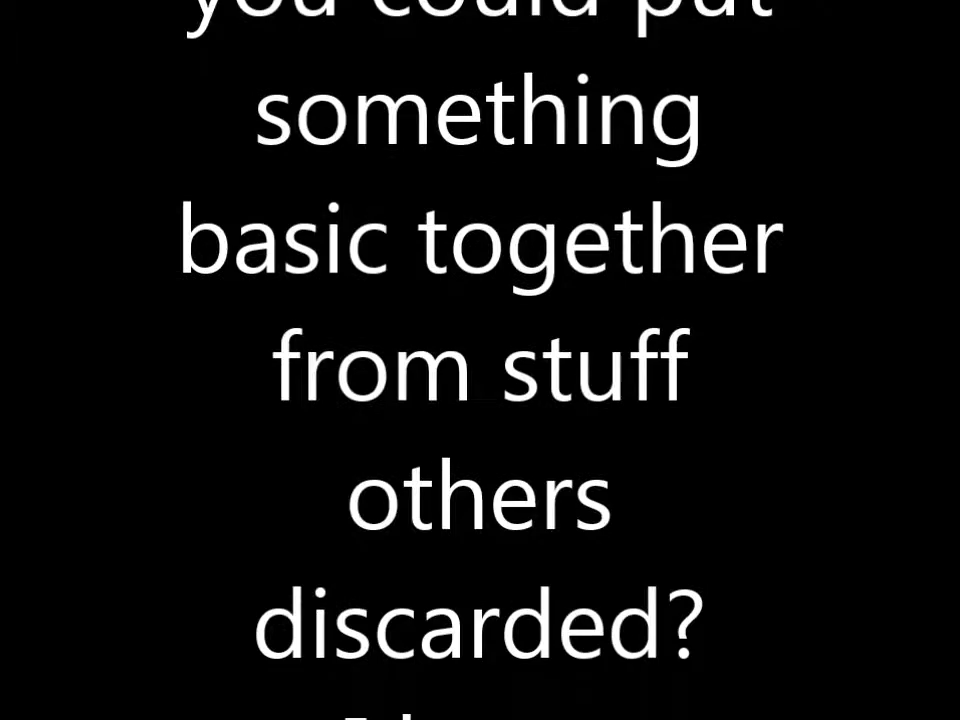 you could put
something
basic together
from stuff
others
discarded?